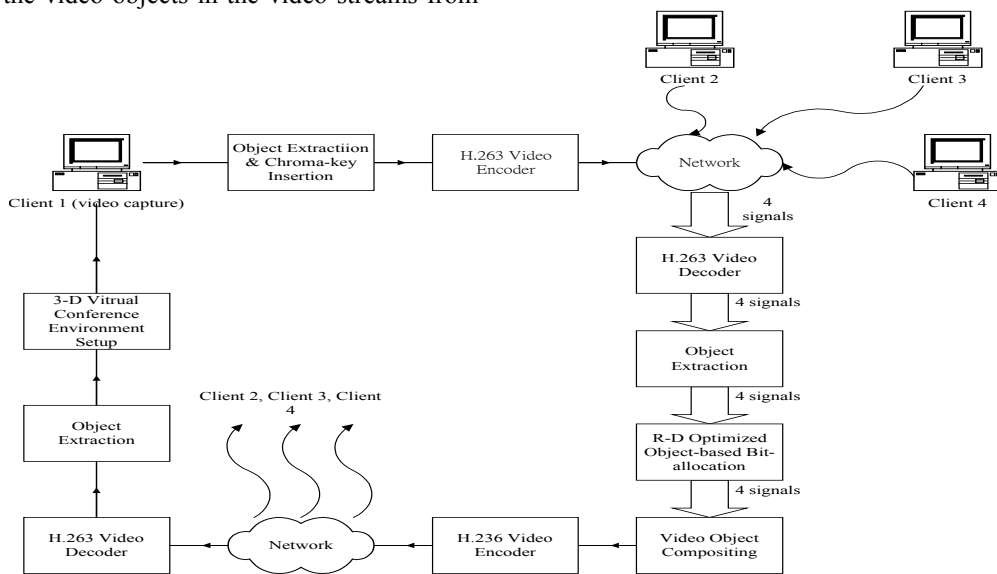 the video objects in the video streams from
Client 2
Client 3
Object Extractiion
& Chroma-key
Insertion
H.263 Video
Encoder
Network
Client 1 (video capture)
Client 4
4
signals
H.263 Video
Decoder
4 signals
3-D Vitrual
Conference
Environment
Setup
Object
Extraction
4 signals
Client 2, Client 3, Client
4
Object
Extraction
R-D Optimized
Object-based Bit-
allocation
4 signals
H.263 Video
Decoder
Network
H.236 Video
Encoder
Video Object
Compositing